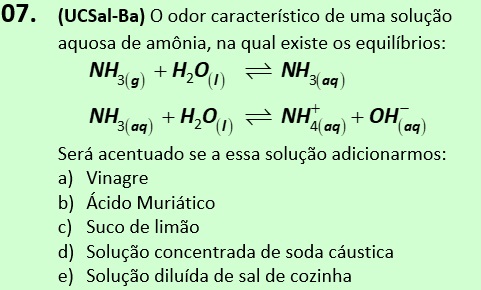 07. (UCSal-Ba) O odor característico de uma solução
aquosa de amônia, na qual existe os equilíbrios:
NH₃(g) + H₂O(l) ⇌ NH₃(aq)
NH₃(aq) + H₂O(l) ⇌ NH₄⁺(aq) + OH⁻(aq)
Será acentuado se a essa solução adicionarmos:
a) Vinagre
b) Ácido Muriático
c) Suco de limão
d) Solução concentrada de soda cáustica
e) Solução diluída de sal de cozinha